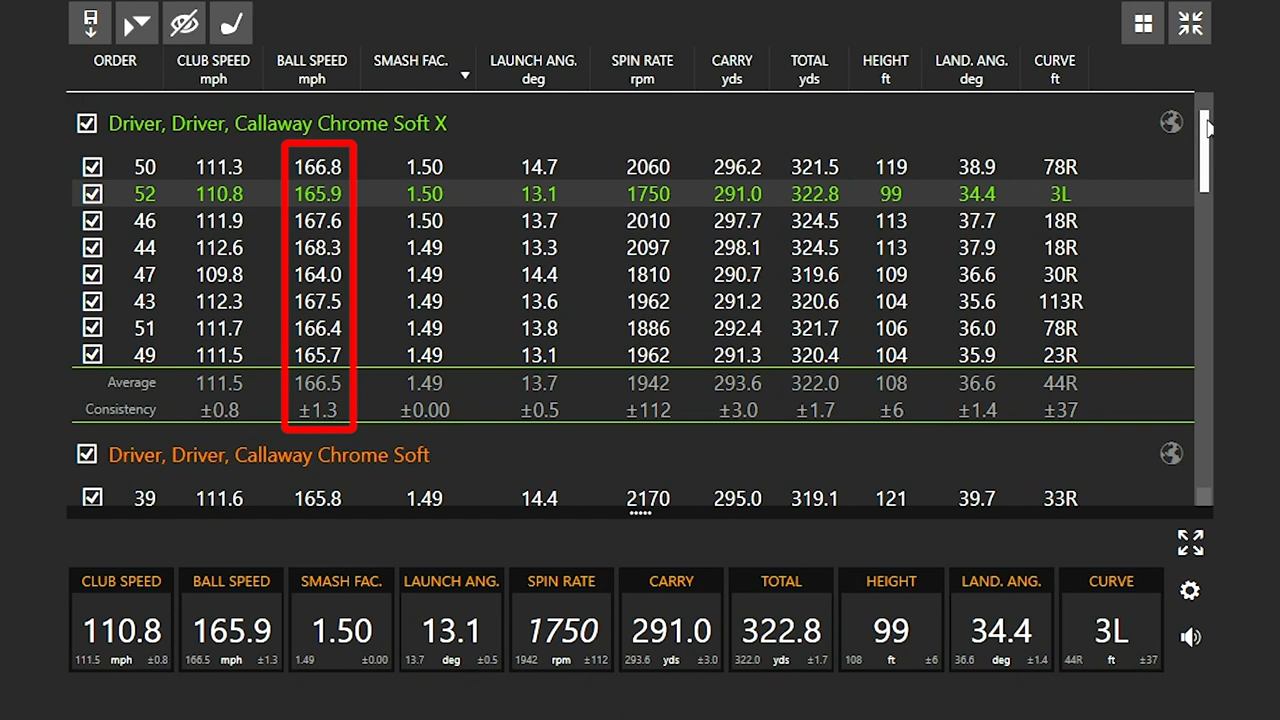 ORDER CLUB SPEED BALL SPEED SMASH FAC. LAUNCH ANG. SPIN RATE CARRY TOTAL HEIGHT LAND. ANG. CURVE
mph mph deg rpm yds yds ft deg ft
Driver, Driver, Callaway Chrome Soft X
50 111.3 166.8 1.50 14.7 2060 296.2 321.5 119 38.9 78R
52 110.8 165.9 1.50 13.1 1750 291.0 322.8 99 34.4 3L
46 111.9 167.6 1.50 13.7 2010 297.7 324.5 113 37.7 18R
44 112.6 168.3 1.49 13.3 2097 298.1 324.5 113 37.9 18R
47 109.8 164.0 1.49 14.4 1810 290.7 319.6 109 36.6 30R
43 112.3 167.5 1.49 13.6 1962 291.2 320.6 104 35.6 113R
51 111.7 166.4 1.49 13.8 1886 292.4 321.7 106 36.0 78R
49 111.5 165.7 1.49 13.1 1962 291.3 320.4 104 35.9 23R
Average 111.5 166.5 1.49 13.7 1942 293.6 322.0 108 36.6 44R
Consistency ±0.8 ±1.3 ±0.00 ±0.5 ±112 ±3.0 ±1.7 ±6 ±1.4 ±37
Driver, Driver, Callaway Chrome Soft
39 111.6 165.8 1.49 14.4 2170 295.0 319.1 121 39.7 33R
CLUB SPEED BALL SPEED SMASH FAC. LAUNCH ANG. SPIN RATE CARRY TOTAL HEIGHT LAND. ANG. CURVE
110.8 165.9 1.50 13.1 1750 291.0 322.8 99 34.4 3L
111.5 mph ±0.8 166.5 mph ±1.3 1.49 ±0.00 13.7 deg ±0.5 1942 rpm ±112 293.6 yds ±3.0 322.0 yds ±1.7 108 ft ±6 36.6 deg ±1.4 44R ft ±37